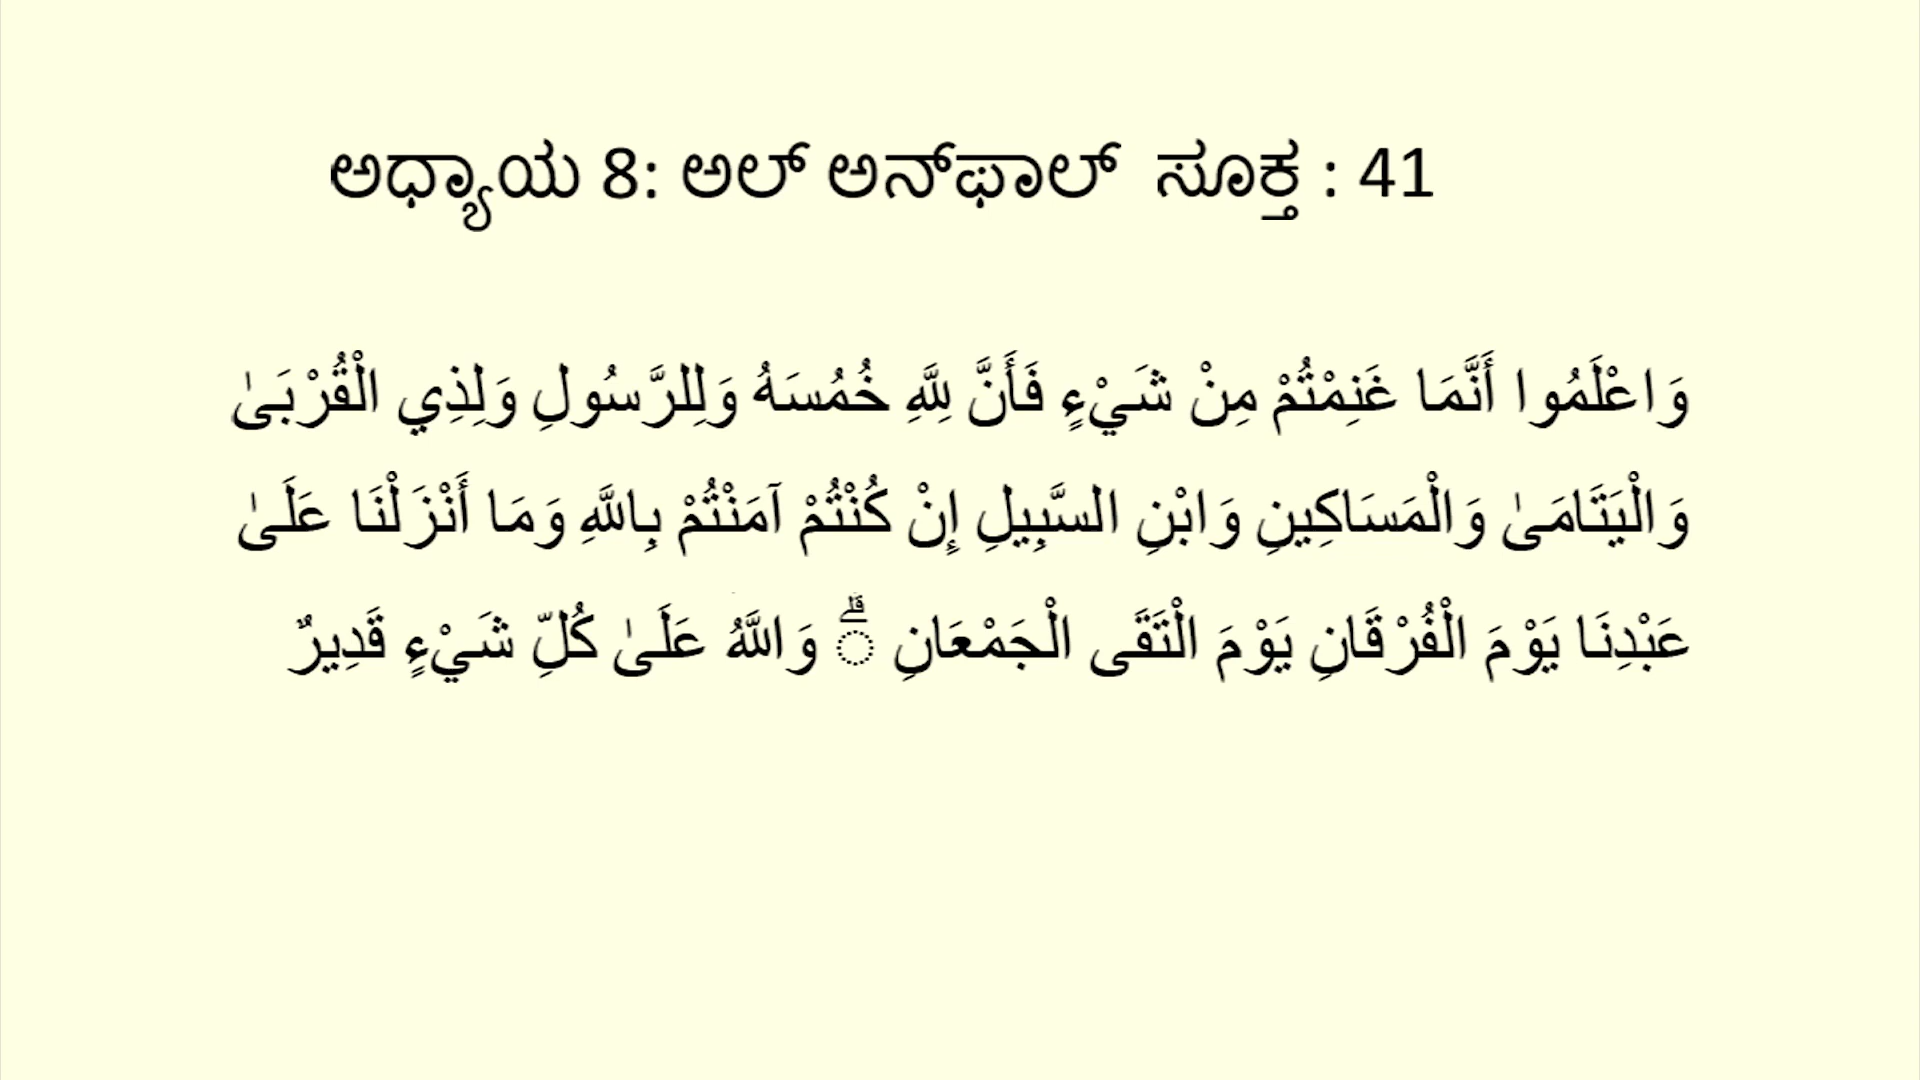 ಅಧ್ಯಾಯ 8: ಅಲ್ ಅನ್‌ಫಾಲ್ ಸೂಕ್ತ : 41
وَاعْلَمُوا أَنَّمَا غَنِمْتُمْ مِنْ شَيْءٍ فَأَنَّ لِلَّهِ خُمُسَهُ وَلِلرَّسُولِ وَلِذِي الْقُرْبَىٰ
وَالْيَتَامَىٰ وَالْمَسَاكِينِ وَابْنِ السَّبِيلِ إِنْ كُنْتُمْ آمَنْتُمْ بِاللَّهِ وَمَا أَنْزَلْنَا عَلَىٰ
عَبْدِنَا يَوْمَ الْفُرْقَانِ يَوْمَ الْتَقَى الْجَمْعَانِ ۗ وَاللَّهُ عَلَىٰ كُلِّ شَيْءٍ قَدِيرٌ